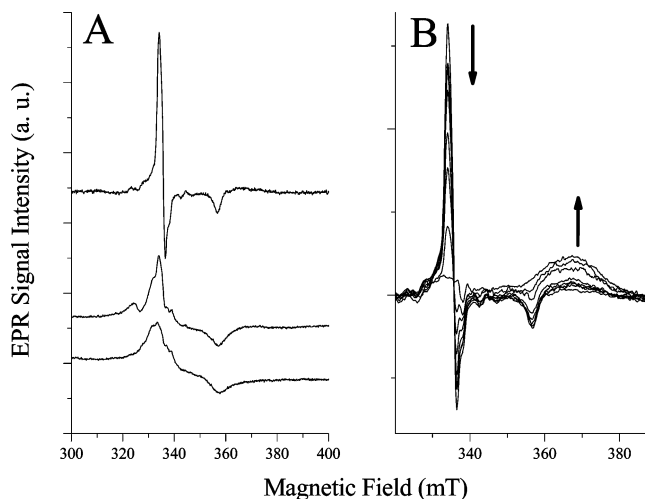 A
B
EPR Signal Intensity (a. u.)
300 320 340 360 380 400
340 360 380
Magnetic Field (mT)